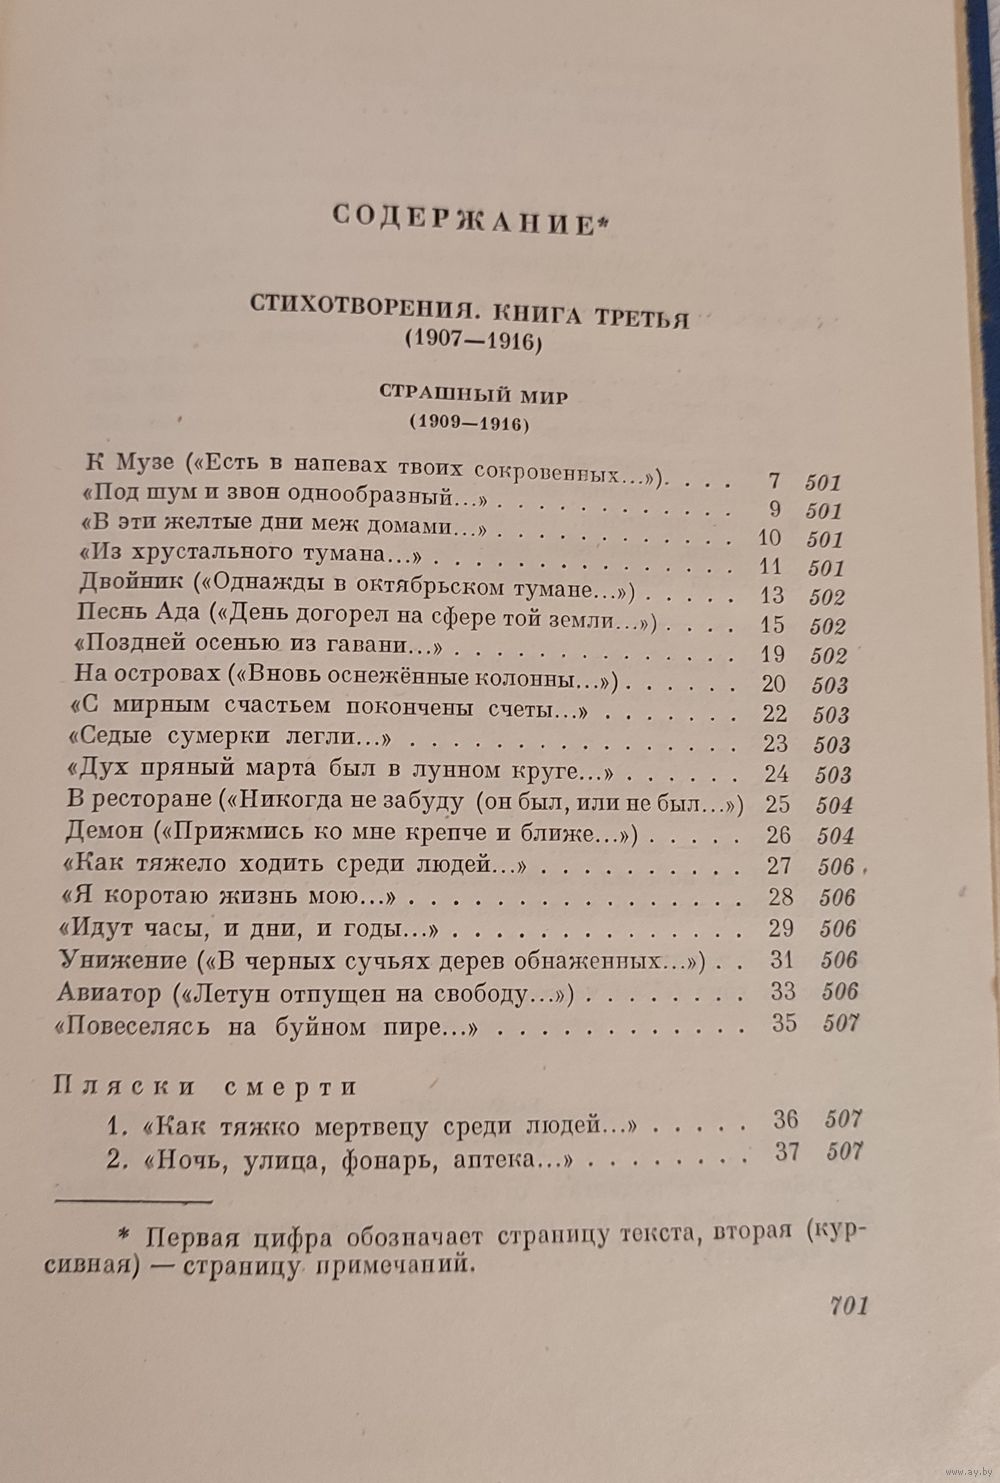 СОДЕРЖАНИЕ*
СТИХОТВОРЕНИЯ. КНИГА ТРЕТЬЯ
(1907—1916)
СТРАШНЫЙ МИР
(1909—1916)
К Музе («Есть в напевах твоих сокровенных...»). . . . 7 501
«Под шум и звон однообразный...» . . . . . . . . . . . . 9 501
«В эти желтые дни меж домами...» . . . . . . . . . . . . 10 501
«Из хрустального тумана...» . . . . . . . . . . . . . . . 11 501
Двойник («Однажды в октябрьском тумане...») . . . . . 13 502
Песнь Ада («День догорел на сфере той земли...») . . . . 15 502
«Поздней осенью из гавани...» . . . . . . . . . . . . . . 19 502
На островах («Вновь оснежённые колонны...») . . . . . . 20 503
«С мирным счастьем покончены счеты...» . . . . . . . 22 503
«Седые сумерки легли...» . . . . . . . . . . . . . . . . 23 503
«Дух пряный марта был в лунном круге...» . . . . . . 24 503
В ресторане («Никогда не забуду (он был, или не был...») 25 504
Демон («Прижмись ко мне крепче и ближе...») . . . . . 26 504
«Как тяжело ходить среди людей...» . . . . . . . . . . 27 506
«Я коротаю жизнь мою...» . . . . . . . . . . . . . . . . 28 506
«Идут часы, и дни, и годы...» . . . . . . . . . . . . . . 29 506
Унижение («В черных сучьях дерев обнаженных...») . . 31 506
Авиатор («Летун отпущен на свободу...») . . . . . . . . 33 506
«Повеселясь на буйном пире...» . . . . . . . . . . . . 35 507
Пляски смерти
1. «Как тяжко мертвецу среди людей...» . . . . . 36 507
2. «Ночь, улица, фонарь, аптека...» . . . . . . . . 37 507
* Первая цифра обозначает страницу текста, вторая (кур-
сивная) — страницу примечаний.
701
www.ay.by